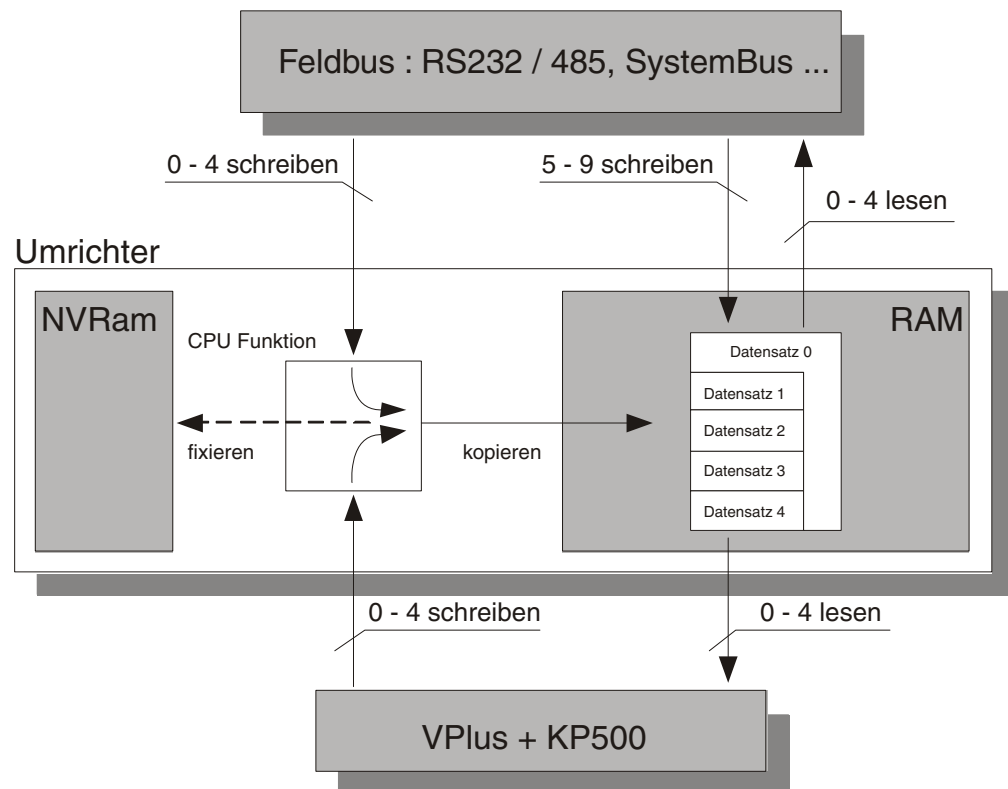 Feldbus : RS232 / 485, SystemBus ...
0 - 4 schreiben
5 - 9 schreiben
0 - 4 lesen
Umrichter
NVRam
RAM
CPU Funktion
Datensatz 0
Datensatz 1
Datensatz 2
Datensatz 3
Datensatz 4
fixieren
kopieren
0 - 4 schreiben
0 - 4 lesen
VPlus + KP500